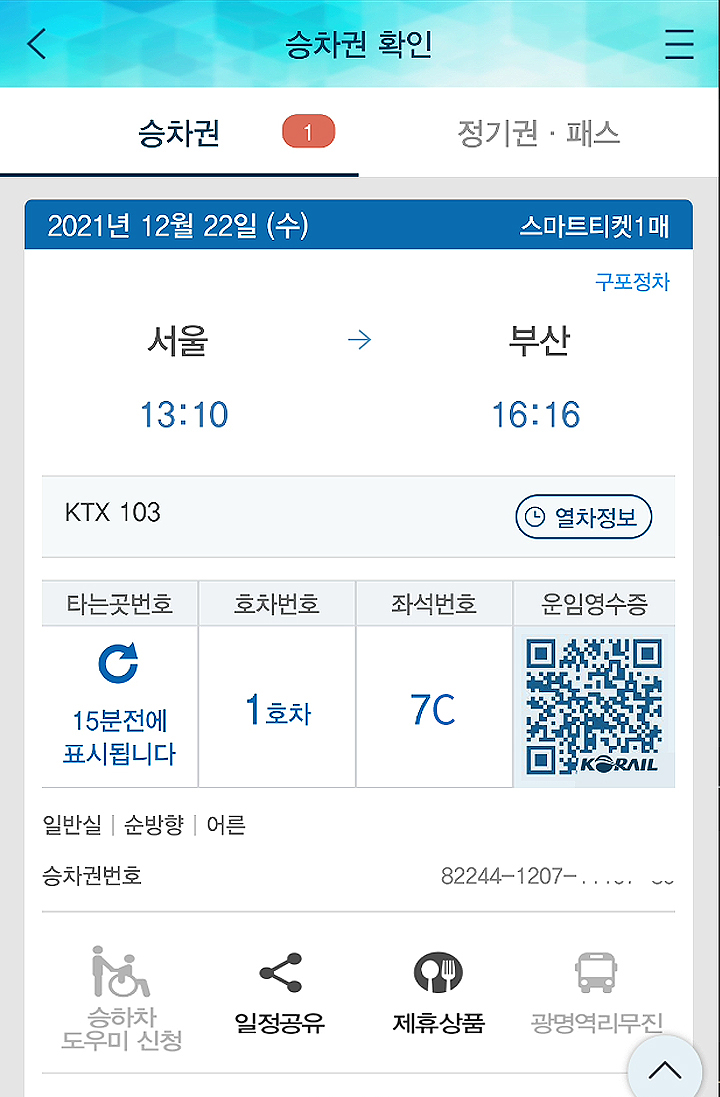 승차권 확인
승차권 1 정기권 · 패스
2021년 12월 22일 (수) 스마트티켓1매
구포정차
서울 → 부산
13:10 16:16
KTX 103 열차정보
타는곳번호 호차번호 좌석번호 운임영수증
15분전에
표시됩니다
1호차 7C
KORAIL
일반실 | 순방향 | 어른
승차권번호 82244-1207-
승하차
도우미 신청
일정공유 제휴상품 광명역리무진